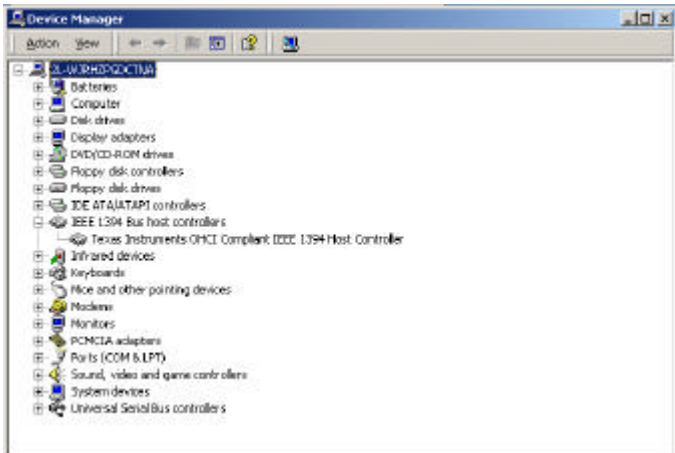 Device Manager
Action View
ZL-WJRHZPGDCTNA
Batteries
Computer
Disk drives
Display adapters
DVD/CD-ROM drives
Floppy disk controllers
Floppy disk drives
IDE ATA/ATAPI controllers
IEEE 1394 Bus host controllers
Texas Instruments OHCI Compliant IEEE 1394 Host Controller
Infrared devices
Keyboards
Mice and other pointing devices
Modems
Monitors
PCMCIA adapters
Ports (COM & LPT)
Sound, video and game controllers
System devices
Universal Serial Bus controllers